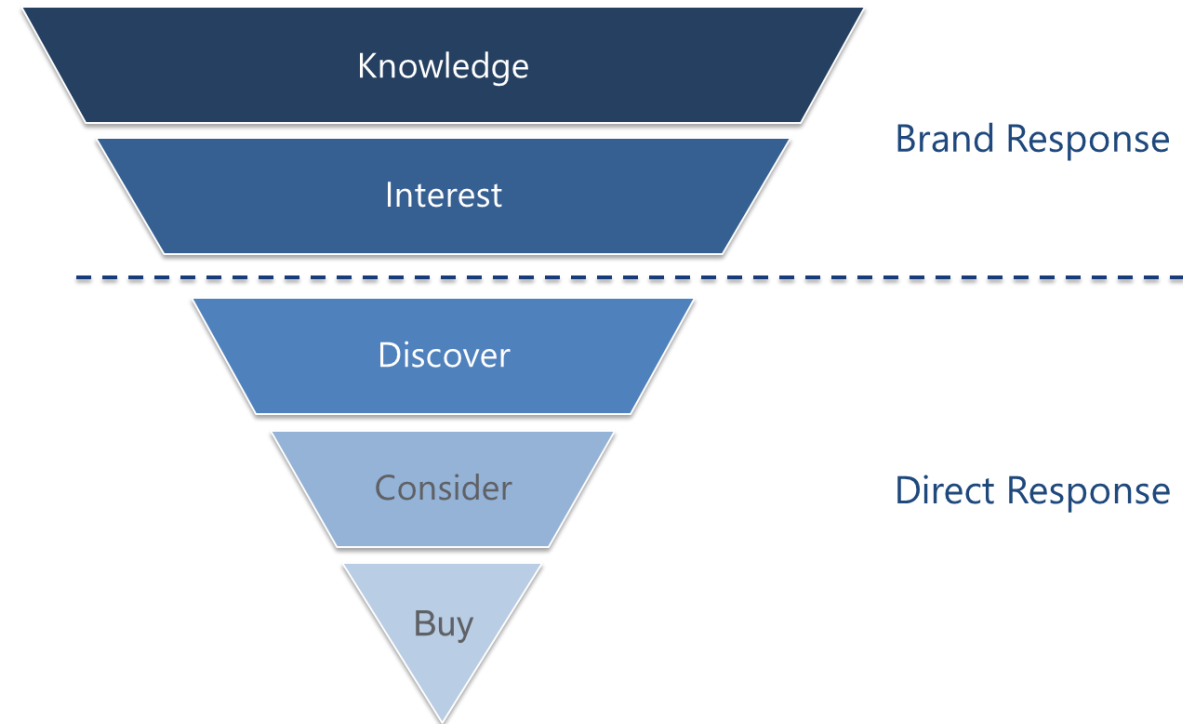 Knowledge
Brand Response
Interest
Discover
Consider
Direct Response
Buy